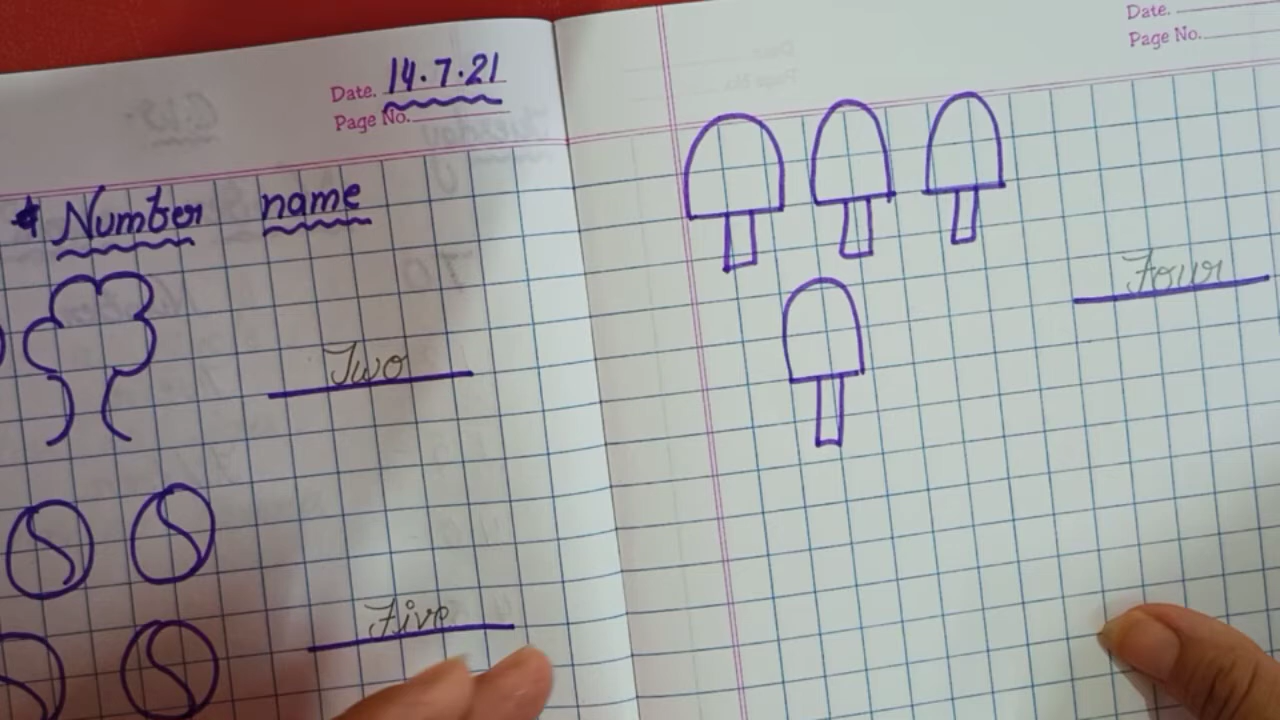 Date. 14.7.21
Page No.
* Number name
Two
Five
Date.
Page No.
Four